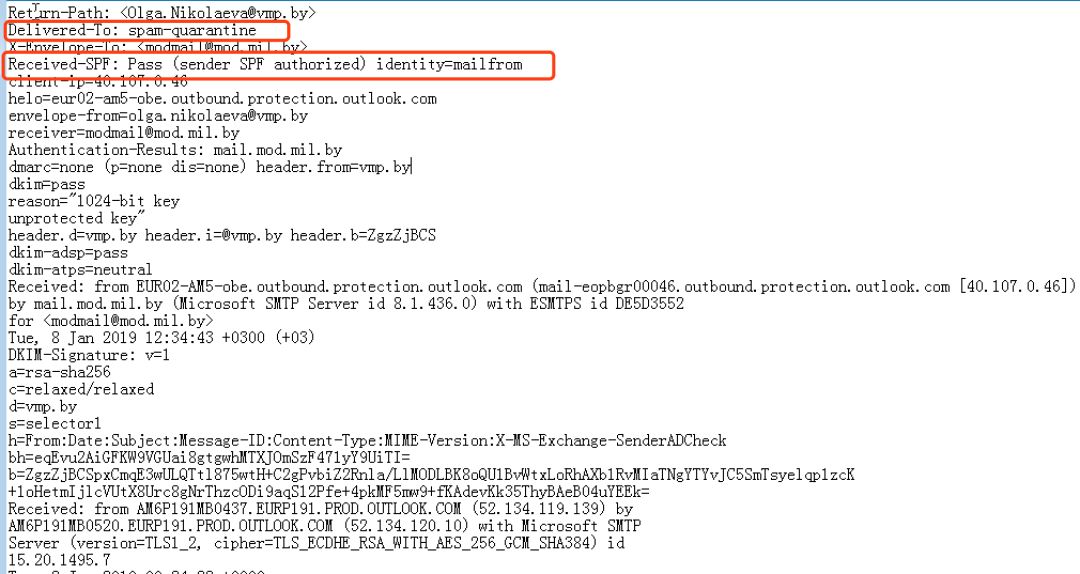 Return-Path: <Olga.Nikolaeva@vmp.by>
Delivered-To: spam-quarantine
X-Envelope-To: <modmail@mod.mil.by>
Received-SPF: Pass (sender SPF authorized) identity=mailfrom
client-ip=40.107.0.46
helo=eur02-am5-obe.outbound.protection.outlook.com
envelope-from=olga.nikolaeva@vmp.by
receiver=modmail@mod.mil.by
Authentication-Results: mail.mod.mil.by
dmarc=none (p=none dis=none) header.from=vmp.by
dkim=pass
reason="1024-bit key
unprotected key"
header.d=vmp.by header.i=@vmp.by header.b=ZgzZjBCS
dkim-adsp=pass
dkim-atps=neutral
Received: from EUR02-AM5-obe.outbound.protection.outlook.com (mail-eopbgr00046.outbound.protection.outlook.com [40.107.0.46])
by mail.mod.mil.by (Microsoft SMTP Server id 8.1.436.0) with ESMTPS id DE5D3552
for <modmail@mod.mil.by>
Tue, 8 Jan 2019 12:34:43 +0300 (+03)
DKIM-Signature: v=1
a=rsa-sha256
c=relaxed/relaxed
d=vmp.by
s=selector1
h=From:Date:Subject:Message-ID:Content-Type:MIME-Version:X-MS-Exchange-SenderADCheck
bh=eqEvu2AiGFKW9VGUai8gtgwhMTXJOmSzF471yY9UiTI=
b=ZgzZjBCSpxCmqE3wULQTtl875wtH+C2gPvbiZ2Rnla/LlMODLBK8oQU1BvWtxLoRhAXb1RvMIaTNgYTYvJC5SmTsyelqplzcK
+1oHetmIjlcVUtX8Urc8gNrThzcODi9aqS12Pfe+4pkMF5mw9+fKAdevKk35ThyBAeB04uYEEk=
Received: from AM6P191MB0437.EURP191.PROD.OUTLOOK.COM (52.134.119.139) by
AM6P191MB0520.EURP191.PROD.OUTLOOK.COM (52.134.120.10) with Microsoft SMTP
Server (version=TLS1_2, cipher=TLS_ECDHE_RSA_WITH_AES_256_GCM_SHA384) id
15.20.1495.7